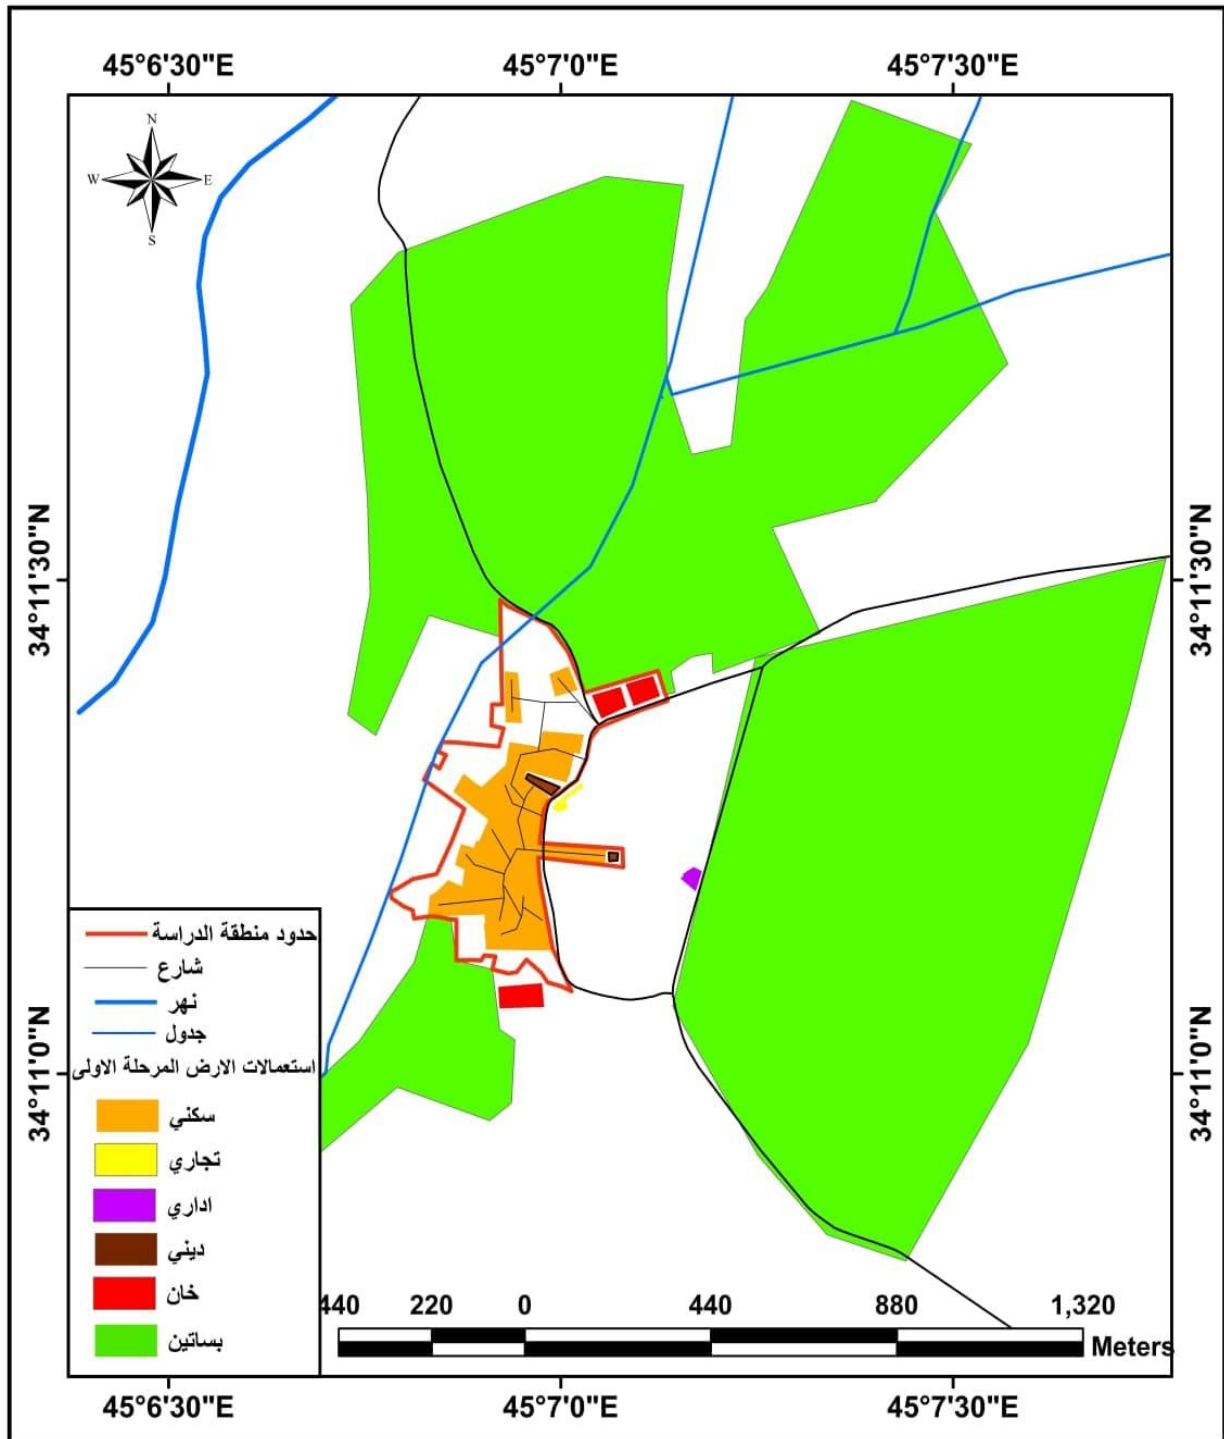 45°6'30"E
45°7'0"E
45°7'30"E
N
W
E
S
34°11'30"N
34°11'30"N
34°11'0"N
34°11'0"N
حدود منطقة الدراسة
شارع
نهر
جدول
استعمالات الارض المرحلة الاولى
سكني
تجاري
اداري
ديني
خان
بساتين
440 220 0 440 880 1,320
Meters
45°6'30"E
45°7'0"E
45°7'30"E